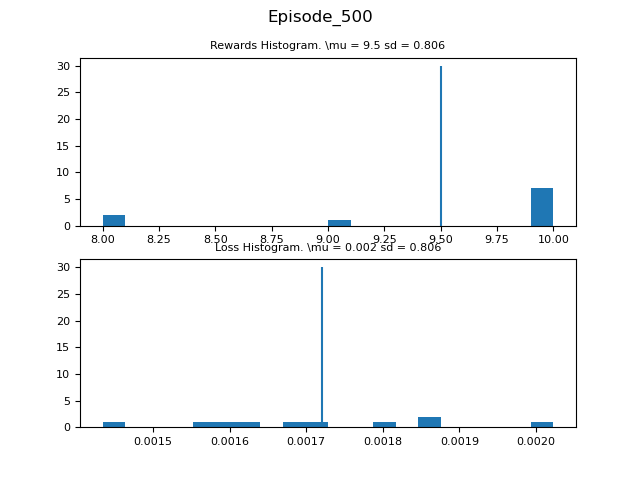 Episode_500
Rewards Histogram. \mu = 9.5 sd = 0.806
30
25
20
15
10
5
0
8.00 8.25 8.50 8.75 9.00 9.25 9.50 9.75 10.00
Loss Histogram. \mu = 0.002 sd = 0.806
30
25
20
15
10
5
0
0.0015 0.0016 0.0017 0.0018 0.0019 0.0020